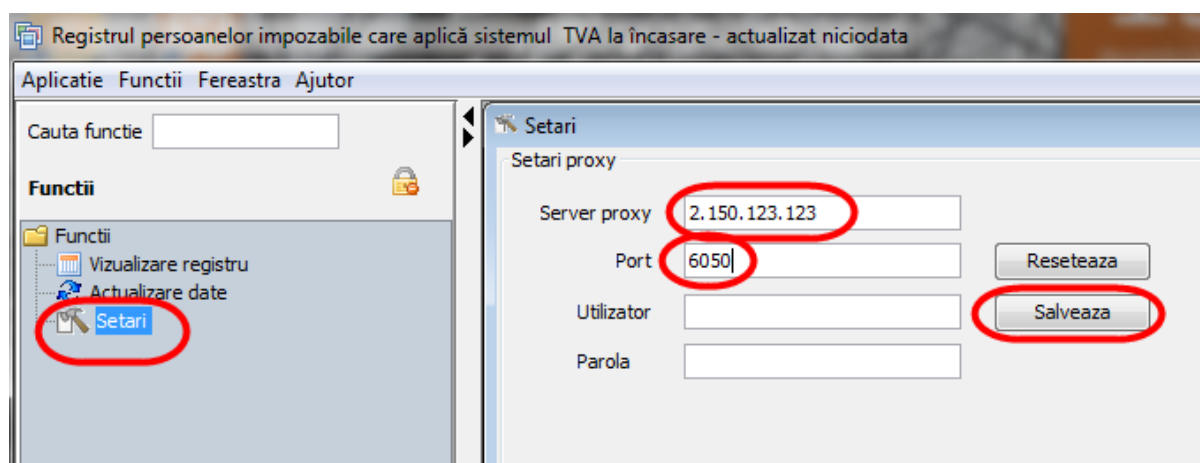 Registrul persoanelor impozabile care aplică sistemul TVA la încasare - actualizat niciodata
Aplicatie Functii Fereastra Ajutor
Cauta functie
Functii
Functii
Vizualizare registru
Actualizare date
Setari
Setari
Setari proxy
Server proxy 2.150.123.123
Port 6050 Reseteaza
Utilizator Salveaza
Parola